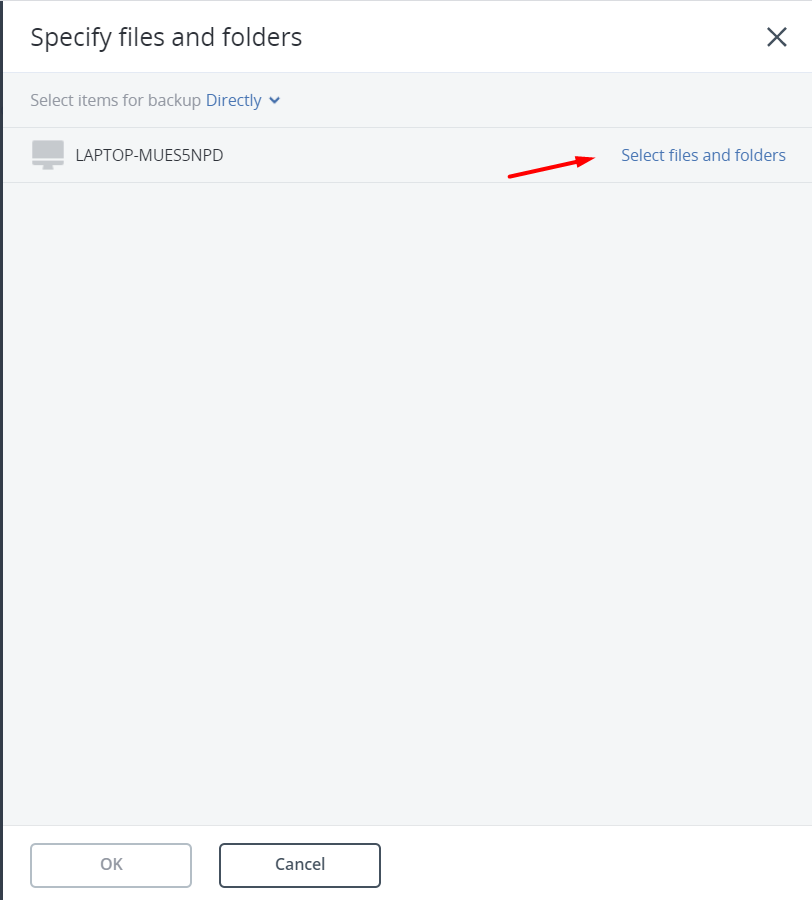 Specify files and folders
Select items for backup Directly
LAPTOP-MUES5NPD Select files and folders
OK Cancel